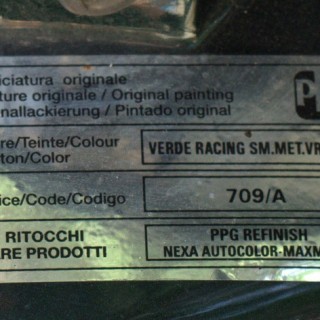 iciatura originale
ture originale / Original painting
nallackierung / Pintado original
re/Teinte/Colour
ton/Color
VERDE RACING SM.MET.VR
ice/Code/Codigo
709/A
RITOCCHI
RE PRODOTTI
PPG REFINISH
NEXA AUTOCOLOR-MAXM